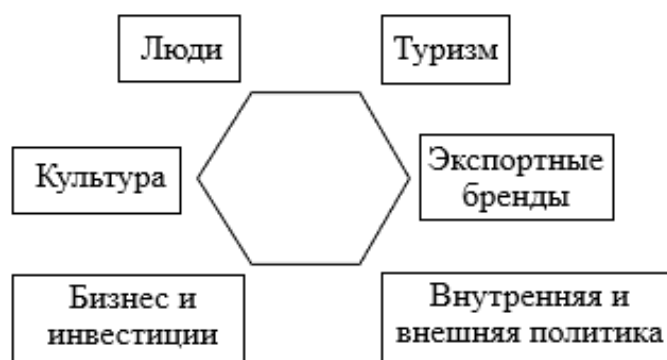 Люди
Туризм
Культура
Экспортные
бренды
Бизнес и
инвестиции
Внутренняя и
внешняя политика